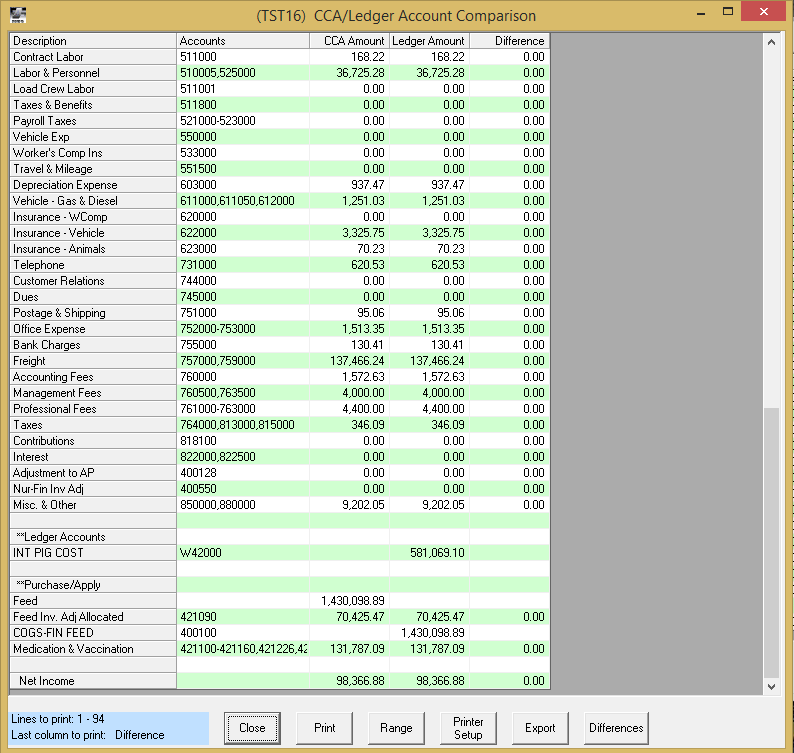 (TST16) CCA/Ledger Account Comparison
Description Accounts CCA Amount Ledger Amount Difference
Contract Labor 511000 168.22 168.22 0.00
Labor & Personnel 510005,525000 36,725.28 36,725.28 0.00
Load Crew Labor 511001 0.00 0.00 0.00
Taxes & Benefits 511800 0.00 0.00 0.00
Payroll Taxes 521000-523000 0.00 0.00 0.00
Vehicle Exp 550000 0.00 0.00 0.00
Worker's Comp Ins 533000 0.00 0.00 0.00
Travel & Mileage 551500 0.00 0.00 0.00
Depreciation Expense 603000 937.47 937.47 0.00
Vehicle - Gas & Diesel 611000,611050,612000 1,251.03 1,251.03 0.00
Insurance - WComp 620000 0.00 0.00 0.00
Insurance - Vehicle 622000 3,325.75 3,325.75 0.00
Insurance - Animals 623000 70.23 70.23 0.00
Telephone 731000 620.53 620.53 0.00
Customer Relations 744000 0.00 0.00 0.00
Dues 745000 0.00 0.00 0.00
Postage & Shipping 751000 95.06 95.06 0.00
Office Expense 752000-753000 1,513.35 1,513.35 0.00
Bank Charges 755000 130.41 130.41 0.00
Freight 757000,759000 137,466.24 137,466.24 0.00
Accounting Fees 760000 1,572.63 1,572.63 0.00
Management Fees 760500,763500 4,000.00 4,000.00 0.00
Professional Fees 761000-763000 4,400.00 4,400.00 0.00
Taxes 764000,813000,815000 346.09 346.09 0.00
Contributions 818100 0.00 0.00 0.00
Interest 822000,822500 0.00 0.00 0.00
Adjustment to AP 400128 0.00 0.00 0.00
Nur-Fin Inv Adj 400550 0.00 0.00 0.00
Misc. & Other 850000,880000 9,202.05 9,202.05 0.00
**Ledger Accounts
INT PIG COST W42000 581,069.10
**Purchase/Apply
Feed 1,430,098.89
Feed Inv. Adj Allocated 421090 70,425.47 70,425.47 0.00
COGS-FIN FEED 400100 1,430,098.89
Medication & Vaccination 421100-421160,421226,42 131,787.09 131,787.09 0.00
Net Income 98,366.88 98,366.88 0.00
Lines to print: 1 - 94
Last column to print: Difference
Close Print Range Printer Setup Export Differences